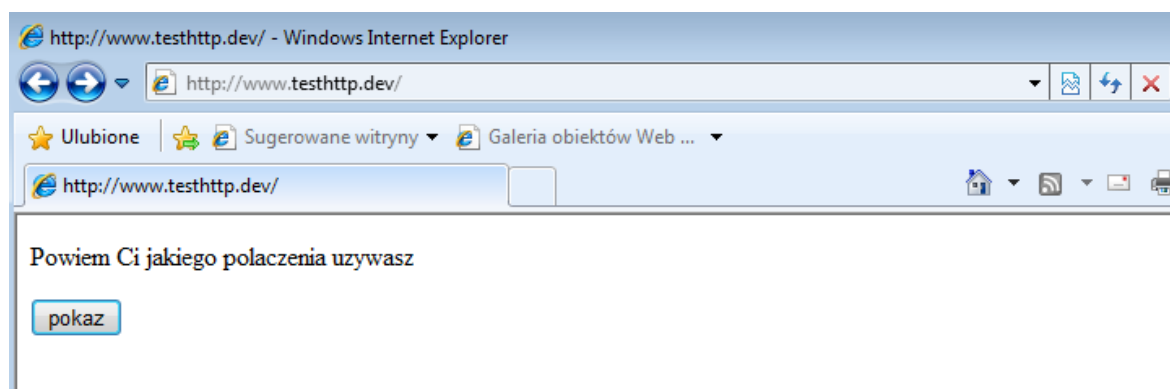 http://www.testhttp.dev/ - Windows Internet Explorer
http://www.testhttp.dev/
Ulubione Sugerowane witryny Galeria obiektów Web ...
http://www.testhttp.dev/
Powiem Ci jakiego polaczenia uzywasz
pokaz